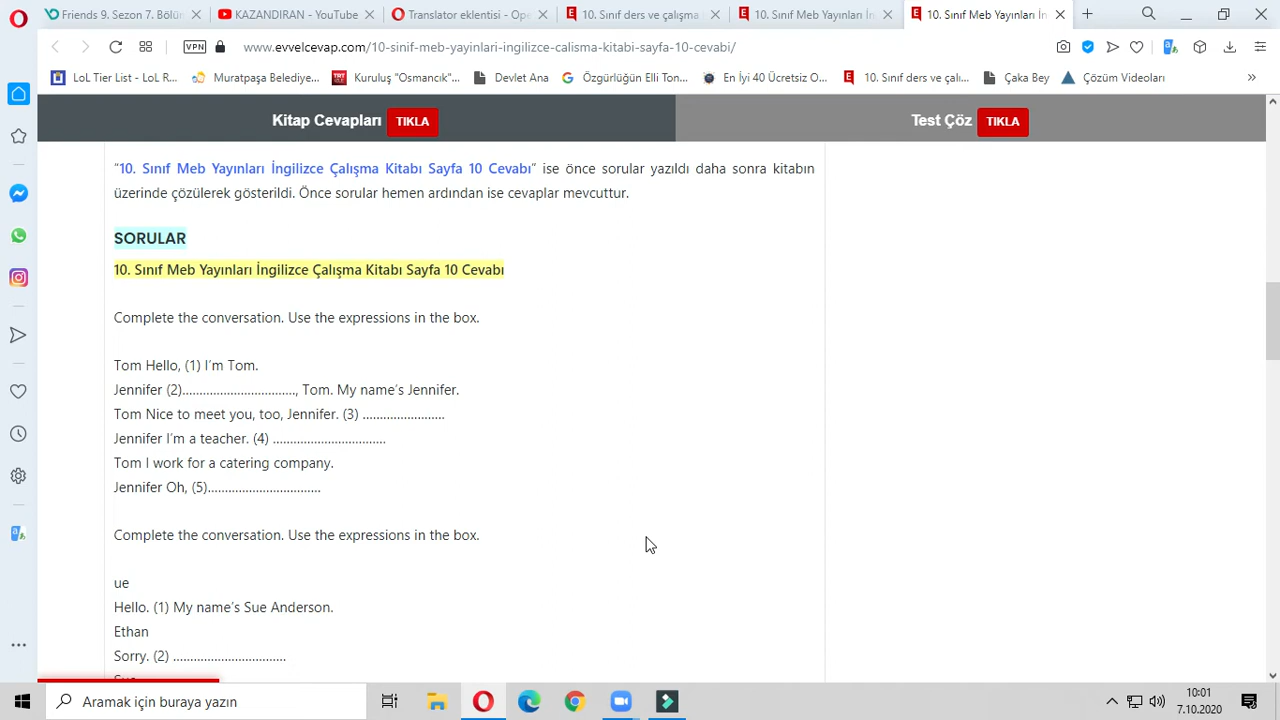 Friends 9. Sezon 7. Bölün
KAZANDIRAN - YouTube
Translator eklentisi - Ope
10. Sınıf ders ve çalışma
10. Sınıf Meb Yayınları İn
10. Sınıf Meb Yayınları İn
VPN
www.evvelcevap.com/10-sinif-meb-yayinlari-ingilizce-calisma-kitabi-sayfa-10-cevabi/
LoL Tier List - LoL R...
Muratpaşa Belediye...
Kuruluş "Osmancık"...
Devlet Ana
Özgürlüğün Elli Ton...
En İyi 40 Ücretsiz O...
10. Sınıf ders ve çalı...
Çaka Bey
Çözüm Videoları
»
Kitap Cevapları TIKLA
Test Çöz TIKLA
“10. Sınıf Meb Yayınları İngilizce Çalışma Kitabı Sayfa 10 Cevabı” ise önce sorular yazıldı daha sonra kitabın
üzerinde çözülerek gösterildi. Önce sorular hemen ardından ise cevaplar mevcuttur.
SORULAR
10. Sınıf Meb Yayınları İngilizce Çalışma Kitabı Sayfa 10 Cevabı
Complete the conversation. Use the expressions in the box.
Tom Hello, (1) I’m Tom.
Jennifer (2)................................., Tom. My name’s Jennifer.
Tom Nice to meet you, too, Jennifer. (3) ........................
Jennifer I’m a teacher. (4) .................................
Tom I work for a catering company.
Jennifer Oh, (5).................................
Complete the conversation. Use the expressions in the box.
ue
Hello. (1) My name’s Sue Anderson.
Ethan
Sorry. (2) .................................
Sue
Aramak için buraya yazın
10:01
7.10.2020